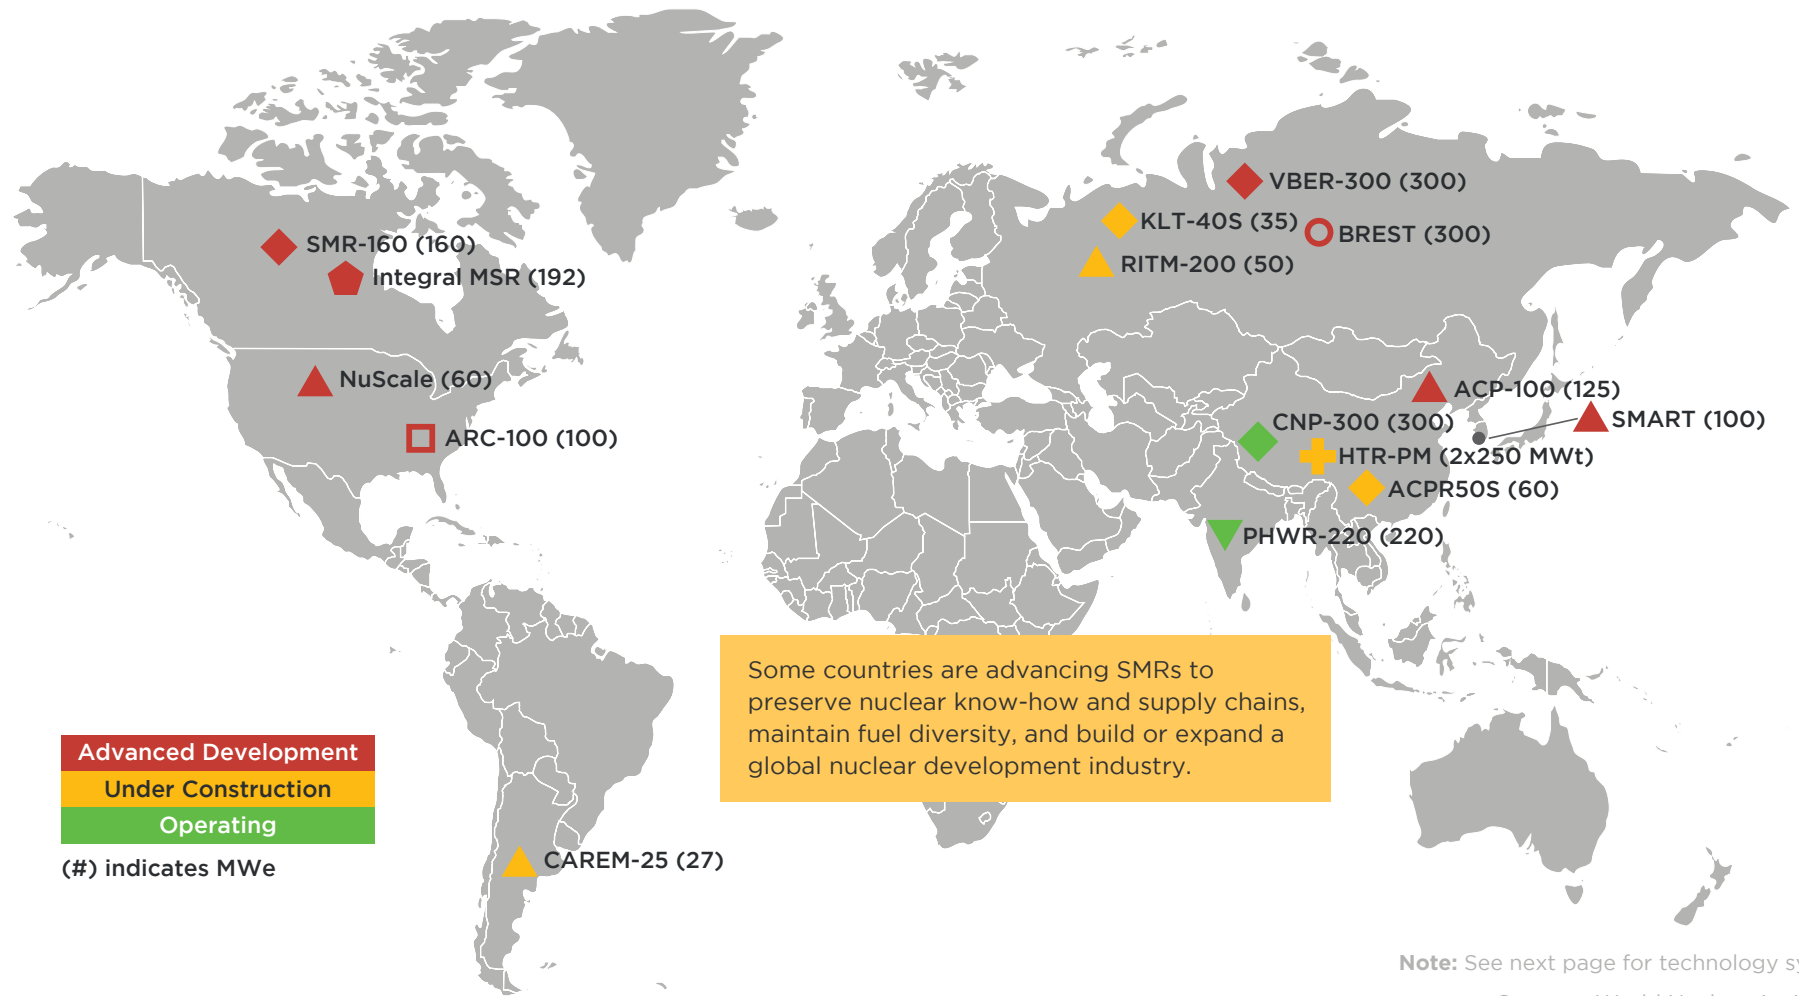 VBER-300 (300)
KLT-40S (35)
BREST (300)
RITM-200 (50)
SMR-160 (160)
Integral MSR (192)
NuScale (60)
ARC-100 (100)
ACP-100 (125)
SMART (100)
CNP-300 (300)
HTR-PM (2x250 MWt)
ACPR50S (60)
PHWR-220 (220)
Some countries are advancing SMRs to
preserve nuclear know-how and supply chains,
maintain fuel diversity, and build or expand a
global nuclear development industry.
Advanced Development
Under Construction
Operating
(#) indicates MWe
CAREM-25 (27)
Note: See next page for technology